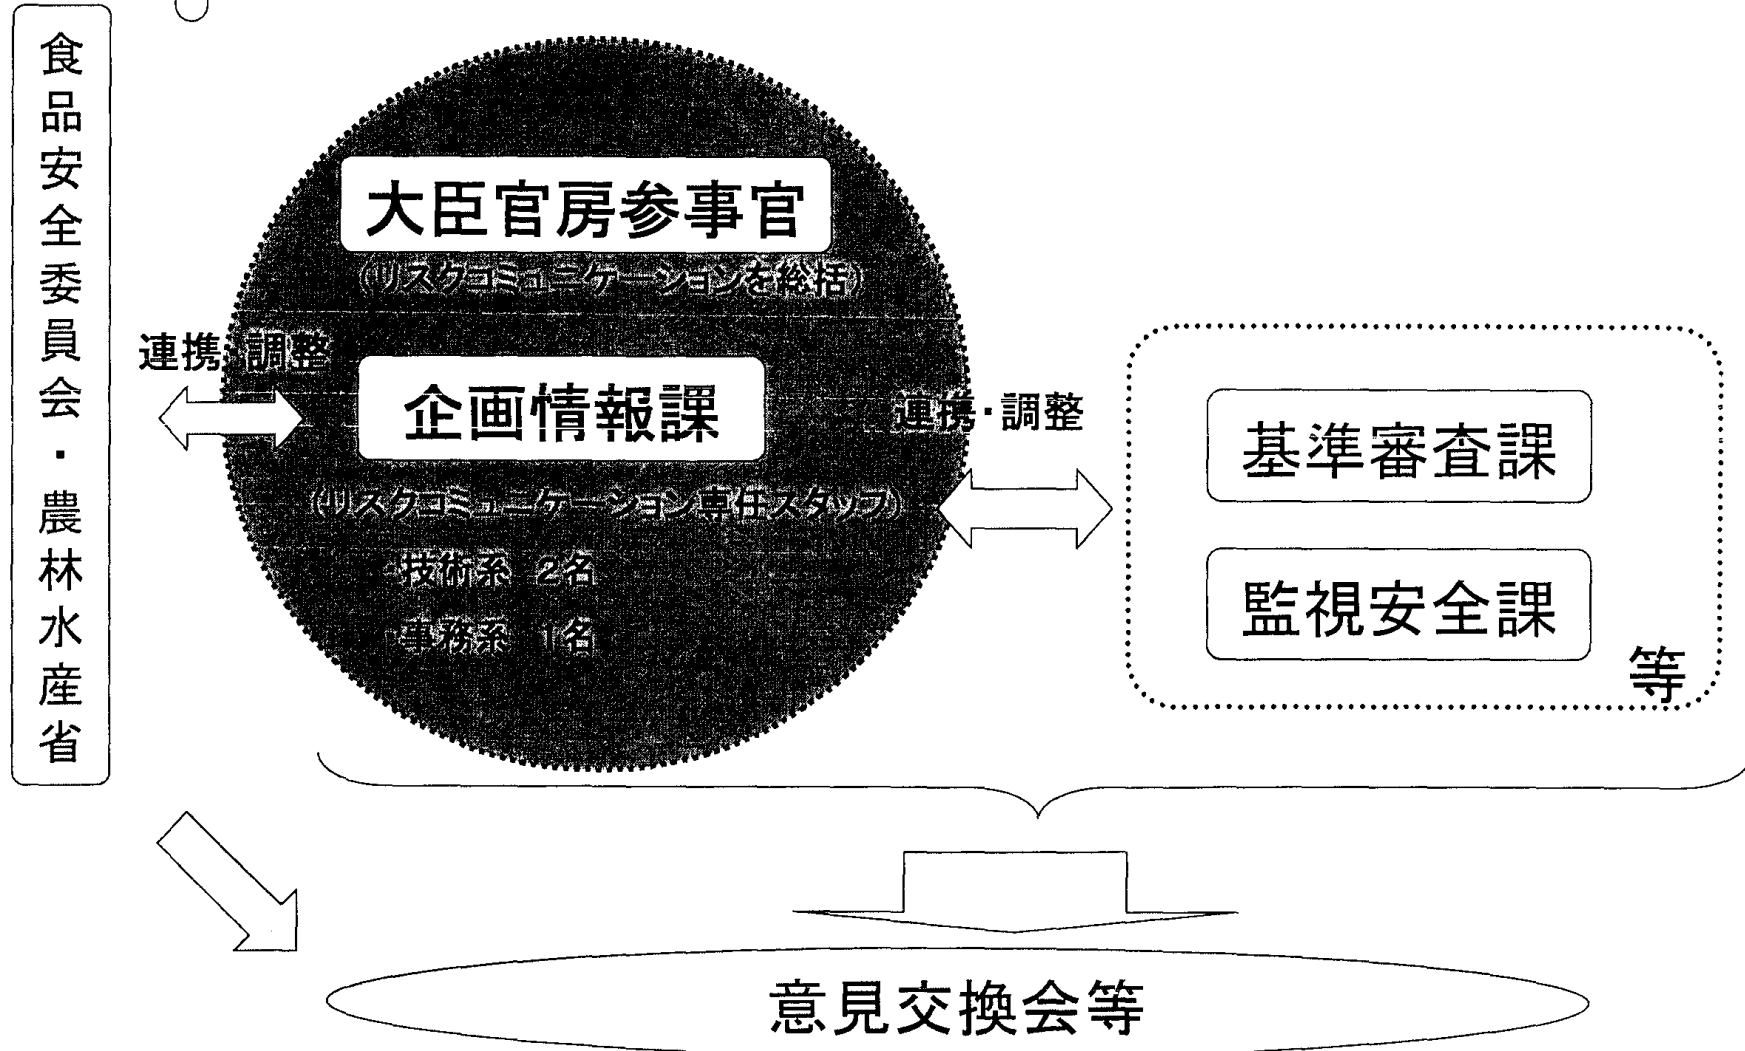 食品安全委員会・農林水産省
大臣官房参事官
(リスクコミュニケーションを総括)
連携・調整
企画情報課
(リスクコミュニケーション専任スタッフ)
技術系 2名
事務系 1名
連携・調整
基準審査課
監視安全課
等
意見交換会等